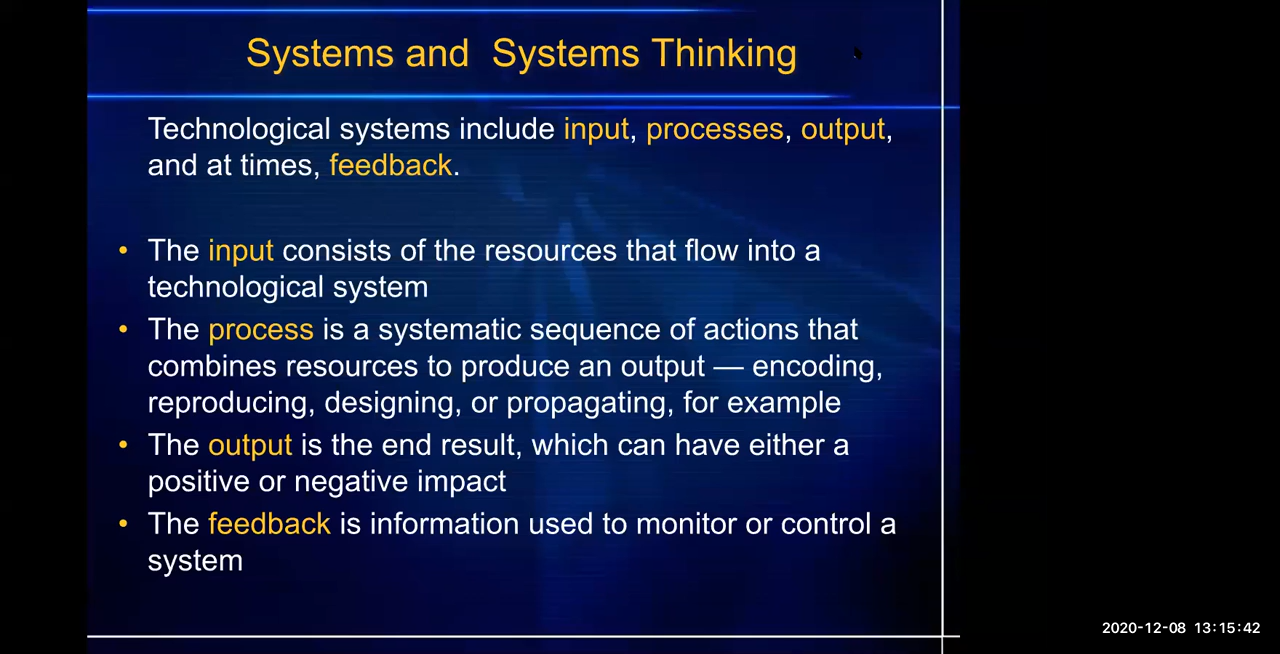 Systems and  Systems Thinking
Technological systems include input, processes, output,
and at times, feedback.
• The input consists of the resources that flow into a
technological system
• The process is a systematic sequence of actions that
combines resources to produce an output — encoding,
reproducing, designing, or propagating, for example
• The output is the end result, which can have either a
positive or negative impact
• The feedback is information used to monitor or control a
system
2020-12-08 13:15:42